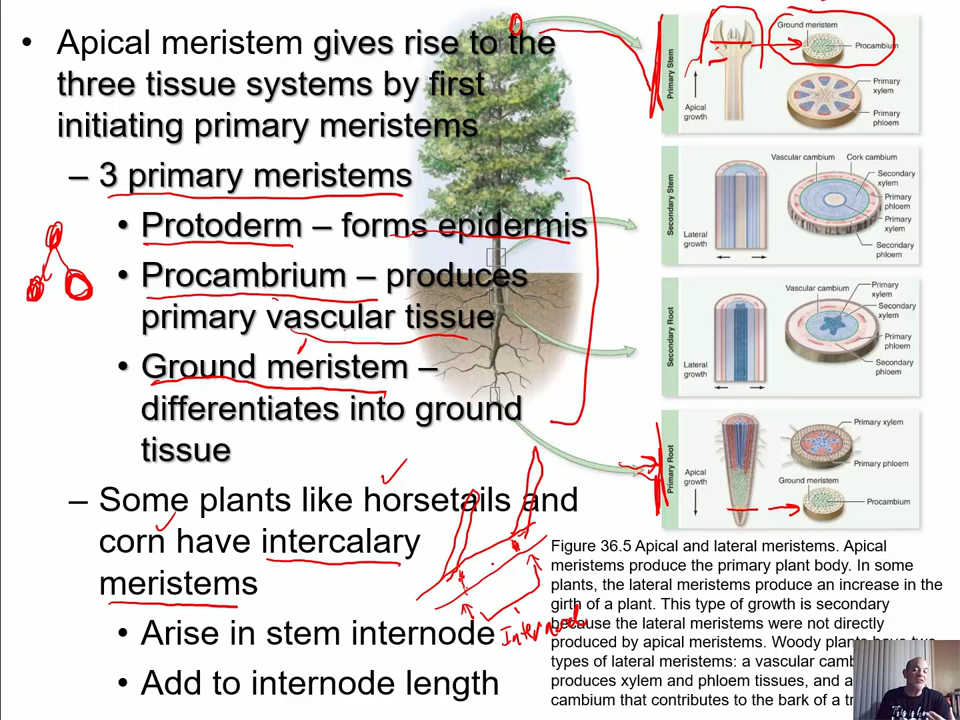 • Apical meristem gives rise to the
three tissue systems by first
initiating primary meristems
– 3 primary meristems
• Protoderm – forms epidermis
• Procambrium – produces
primary vascular tissue
• Ground meristem –
differentiates into ground
tissue
– Some plants like horsetails and
corn have intercalary
meristems
• Arise in stem internode
• Add to internode length
Internode
Primary Stem
Apical
growth
Ground meristem
Procambium
Primary
xylem
Primary
phloem
Secondary Stem
Lateral
growth
Vascular cambium
Cork cambium
Secondary
xylem
Primary
phloem
Primary
xylem
Secondary
phloem
Secondary Root
Lateral
growth
Vascular cambium
Primary
xylem
Secondary
xylem
Primary
phloem
Secondary
phloem
Primary Root
Apical
growth
Primary xylem
Primary phloem
Ground meristem
Procambium
Figure 36.5 Apical and lateral meristems. Apical
meristems produce the primary plant body. In some
plants, the lateral meristems produce an increase in the
girth of a plant. This type of growth is secondary
because the lateral meristems were not directly
produced by apical meristems. Woody plants have two
types of lateral meristems: a vascular
produces xylem and phloem tissues, and a
cambium that contributes to the bark of a